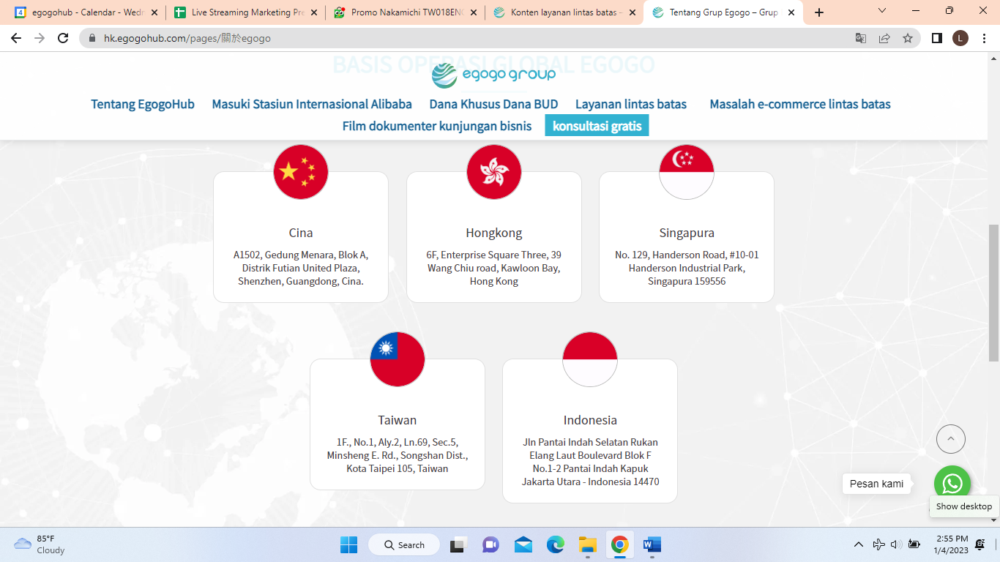 egogohub - Calendar - Wedn
Live Streaming Marketing Pre
Promo Nakamichi TW018ENC
Konten layanan lintas batas –
Tentang Grup Egogo – Grup
hk.egogohub.com/pages/關於egogo
L
BASIS OPERASI GLOBAL EGOGO
egogo group
Tentang EgogoHub Masuki Stasiun Internasional Alibaba Dana Khusus Dana BUD Layanan lintas batas Masalah e-commerce lintas batas
Film dokumenter kunjungan bisnis konsultasi gratis
Cina
A1502, Gedung Menara, Blok A,
Distrik Futian United Plaza,
Shenzhen, Guangdong, Cina.
Hongkong
6F, Enterprise Square Three, 39
Wang Chiu road, Kawloon Bay,
Hong Kong
Singapura
No. 129, Handerson Road, #10-01
Handerson Industrial Park,
Singapura 159556
Taiwan
1F., No.1, Aly.2, Ln.69, Sec.5,
Minsheng E. Rd., Songshan Dist.,
Kota Taipei 105, Taiwan
Indonesia
Jln Pantai Indah Selatan Rukan
Elang Laut Boulevard Blok F
No.1-2 Pantai Indah Kapuk
Jakarta Utara - Indonesia 14470
Pesan kami
Show desktop
85°F
Cloudy
Search
2:55 PM
1/4/2023